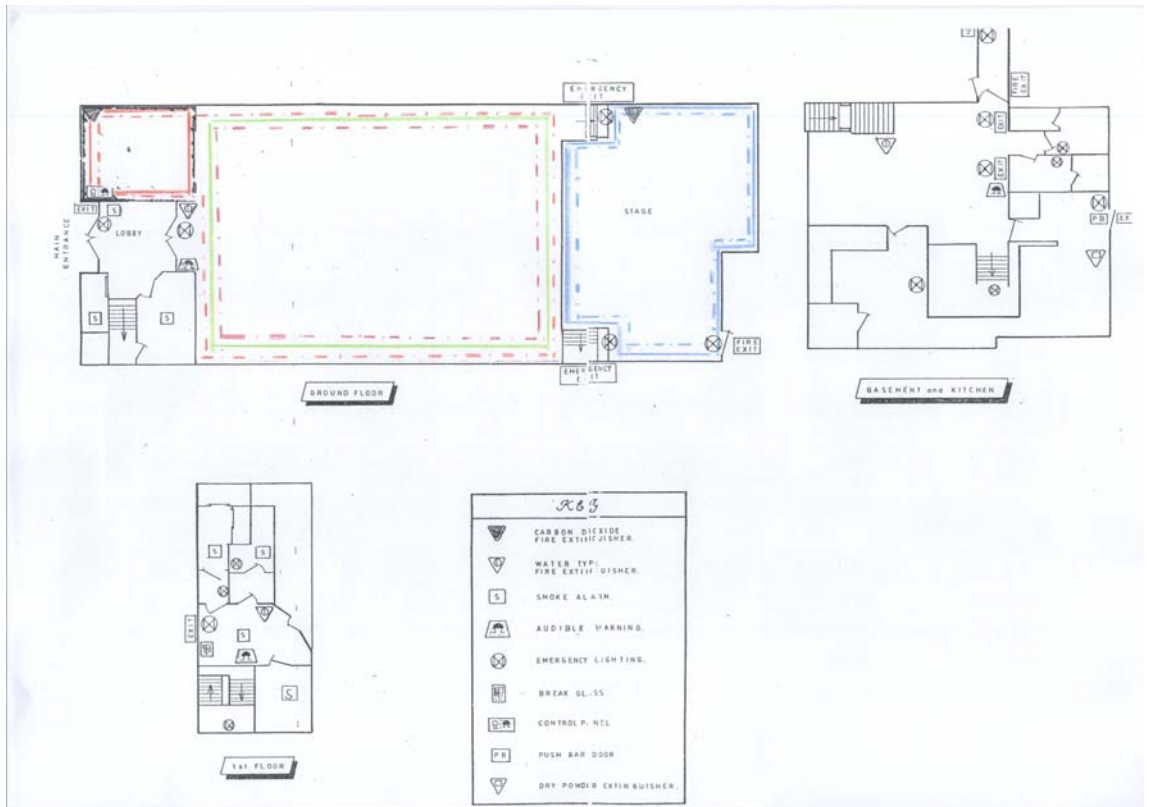 EMERGENCY
EXIT
EXIT
S
MAIN
ENTRANCE
LOBBY
STAGE
S
S
FIRE
EXIT
EMERGENCY
EXIT
GROUND FLOOR
FIRE
EXIT
EXIT
EXIT
PB
EX
BASEMENT and KITCHEN
S
S
EXIT
S
S
1st. FLOOR
KEY
CARBON DIOXIDE
FIRE EXTINGUISHER.
WATER TYPE
FIRE EXTINGUISHER.
S
SMOKE ALARM.
AUDIBLE WARNING.
EMERGENCY LIGHTING.
BREAK GLASS
CONTROL PANEL
PB
PUSH BAR DOOR
DRY POWDER EXTINGUISHER.